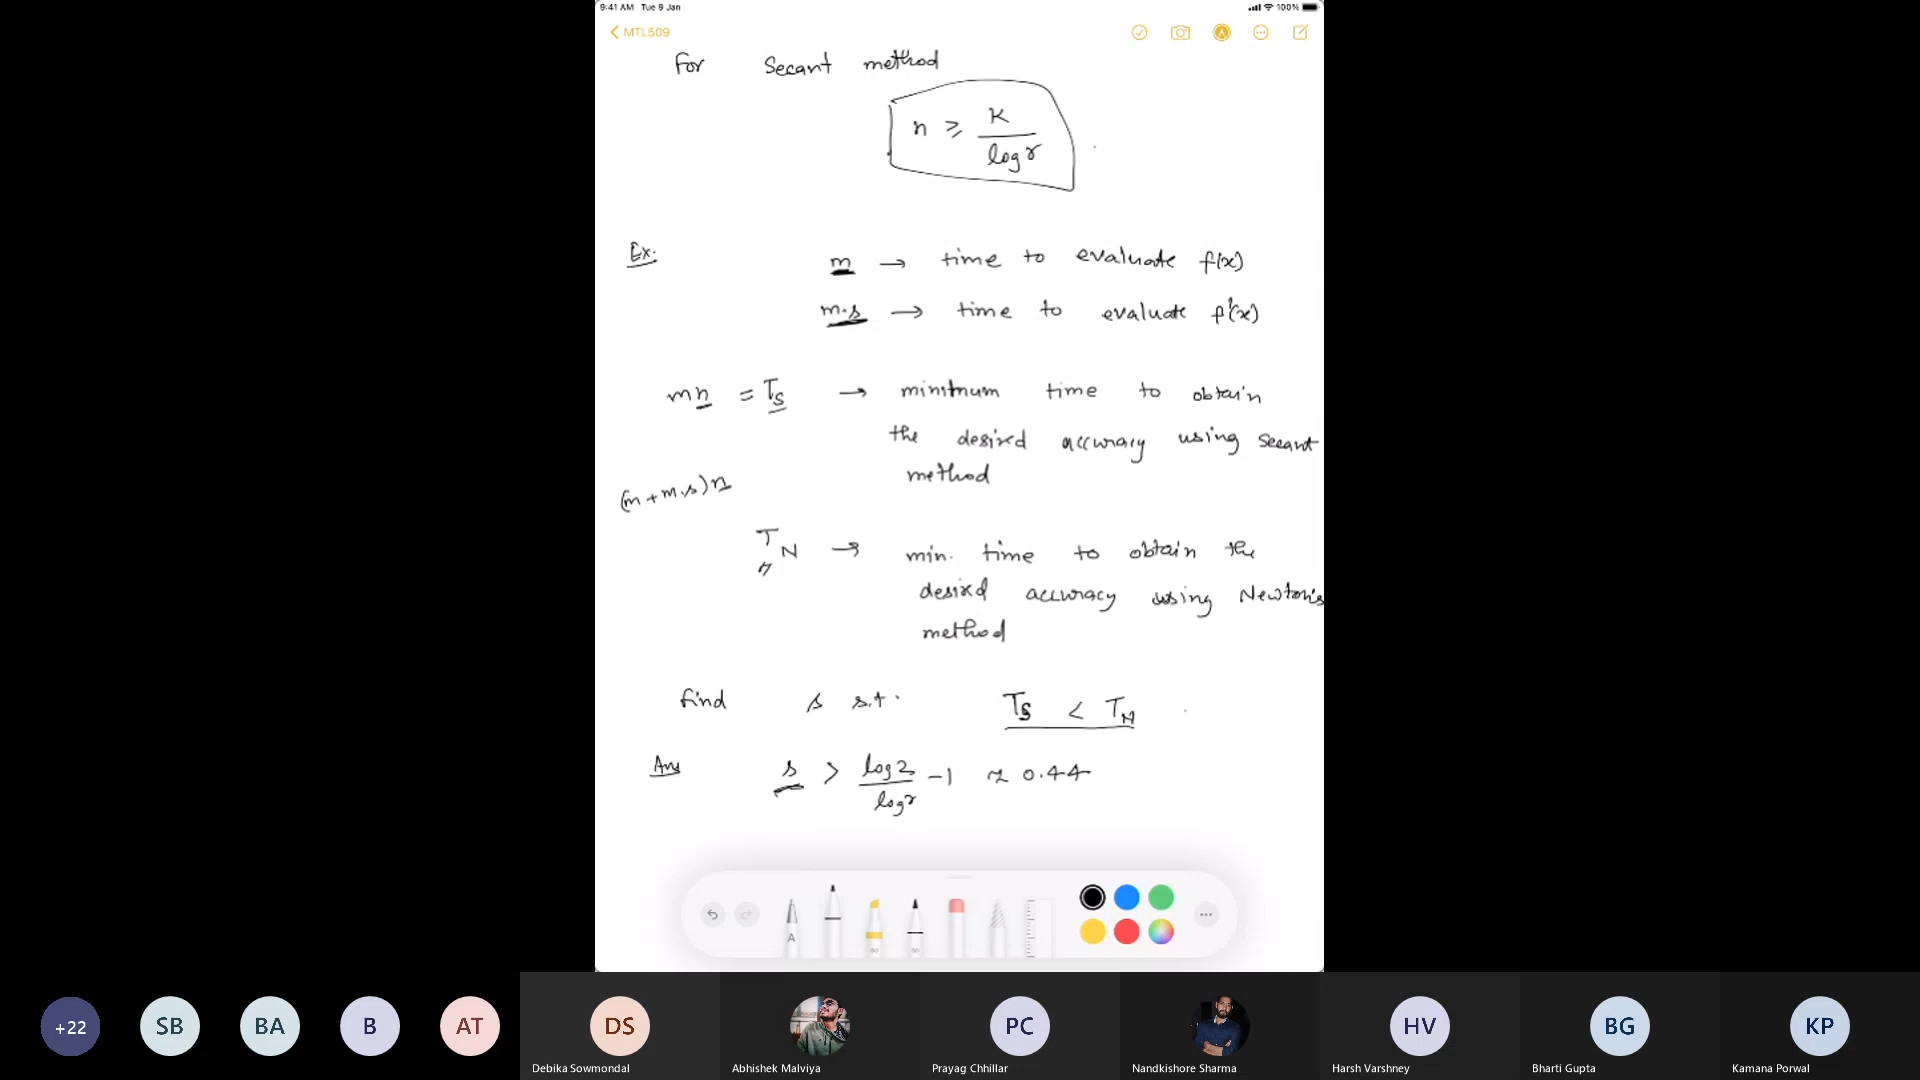 9:41 AM Tue 9 Jan
100%
MTL509
For Secant method
n ≥ K / log r
Ex.
m → time to evaluate f(x)
m.s → time to evaluate f'(x)
mn = Ts → minimum time to obtain
the desired accuracy using Secant
method
(m + m.s) n
T N → min. time to obtain the
desired accuracy using Newton's
method
find s s.t. Ts < TN
Ans s > log 2 / log r - 1 ≈ 0.44
A
50
50
+22
SB
BA
B
AT
DS
PC
HV
BG
KP
Debika Sowmondal
Abhishek Malviya
Prayag Chhillar
Nandkishore Sharma
Harsh Varshney
Bharti Gupta
Kamana Porwal